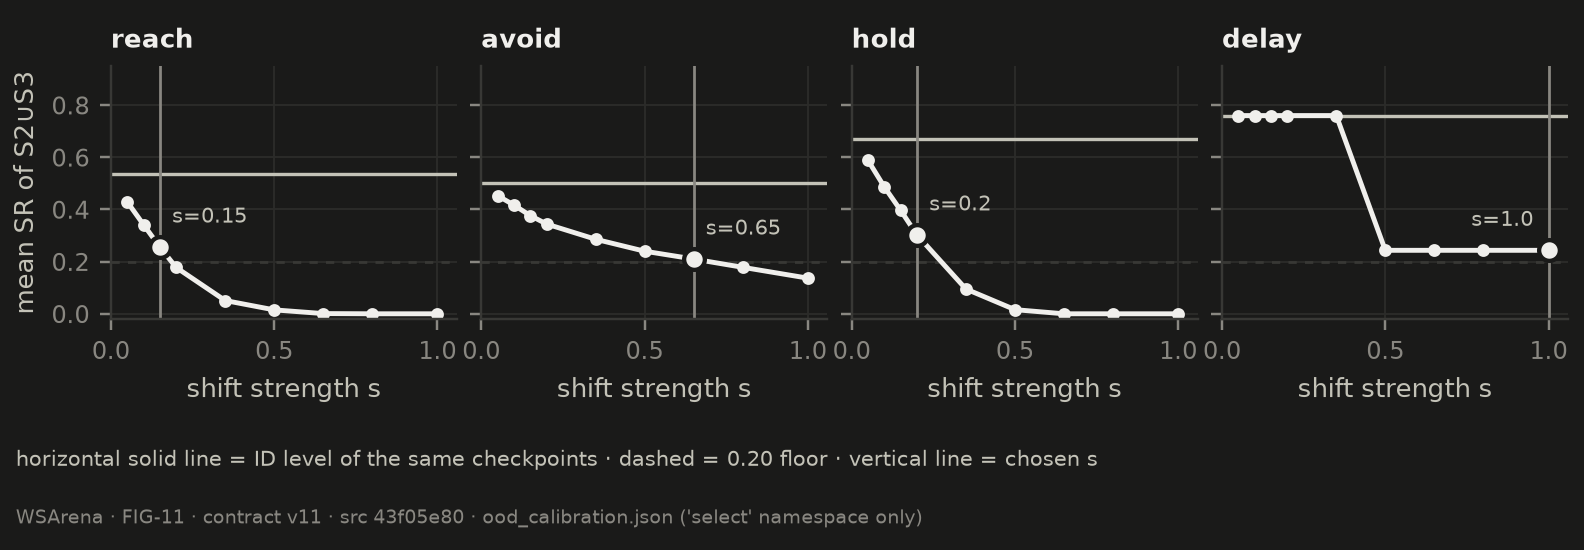 reach
avoid
hold
delay
mean SR of S2∪S3
0.8
0.6
0.4
0.2
0.0
s=0.15
s=0.65
s=0.2
s=1.0
0.0 0.5 1.0
0.0 0.5 1.0
0.0 0.5 1.0
0.0 0.5 1.0
shift strength s
shift strength s
shift strength s
shift strength s
horizontal solid line = ID level of the same checkpoints · dashed = 0.20 floor · vertical line = chosen s
WSArena · FIG-11 · contract v11 · src 43f05e80 · ood_calibration.json ('select' namespace only)